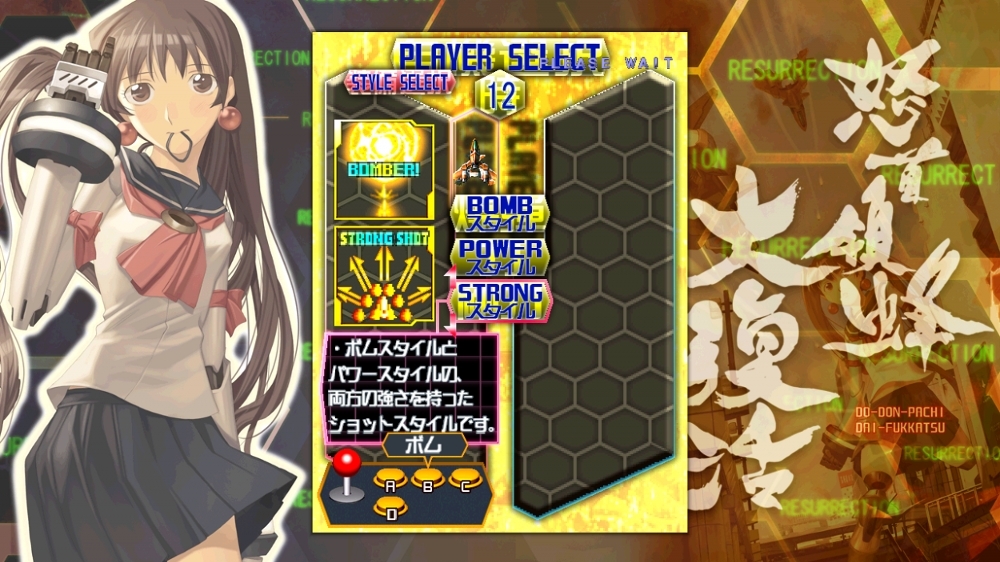 PLAYER SELECT
PLEASE WAIT
STYLE SELECT
12
BOMBER!
STRONG SHOT
BOMB
スタイル
POWER
スタイル
STRONG
スタイル
・ボムスタイルと
パワースタイルの、
両方の強さを持った
ショットスタイルです。
ボム
A
B
C
D
RESURRECTION
RESURRECTION
RESURRECTION
RESURRECTION
怒首領蜂
大復活
DO-DON-PACHI
DAI-FUKKATSU